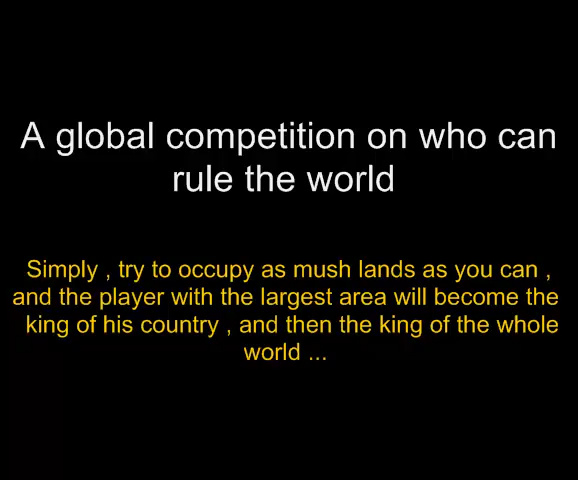 A global competition on who can
rule the world
Simply , try to occupy as mush lands as you can ,
and the player with the largest area will become the
king of his country , and then the king of the whole
world ...